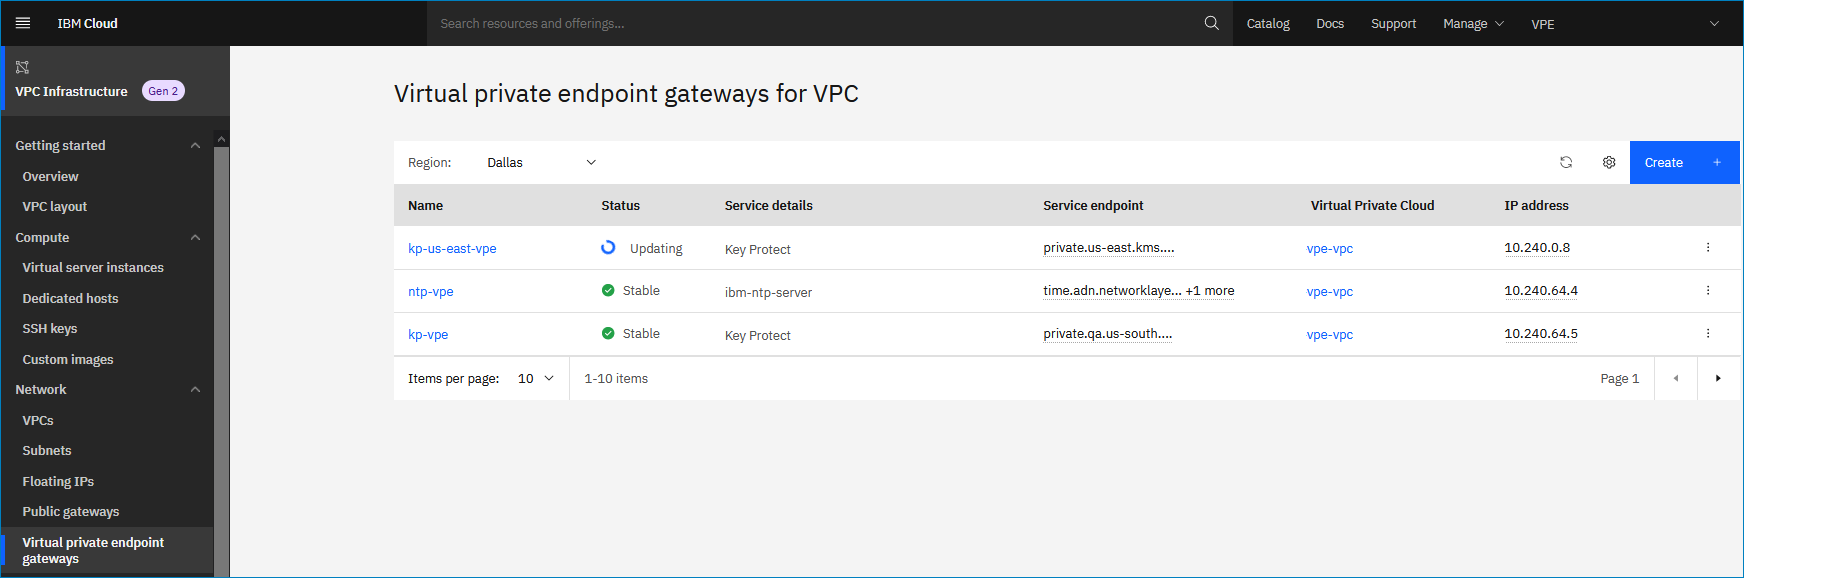 IBM Cloud
Search resources and offerings...
Catalog
Docs
Support
Manage
VPE
VPC Infrastructure
Gen 2
Getting started
Overview
VPC layout
Compute
Virtual server instances
Dedicated hosts
SSH keys
Custom images
Network
VPCs
Subnets
Floating IPs
Public gateways
Virtual private endpoint
gateways
Virtual private endpoint gateways for VPC
Region: Dallas
Create +
Name Status Service details Service endpoint Virtual Private Cloud IP address
kp-us-east-vpe Updating Key Protect private.us-east.kms.... vpe-vpc 10.240.0.8
ntp-vpe Stable ibm-ntp-server time.adn.networklaye... +1 more vpe-vpc 10.240.64.4
kp-vpe Stable Key Protect private.qa.us-south.... vpe-vpc 10.240.64.5
Items per page: 10 1-10 items Page 1